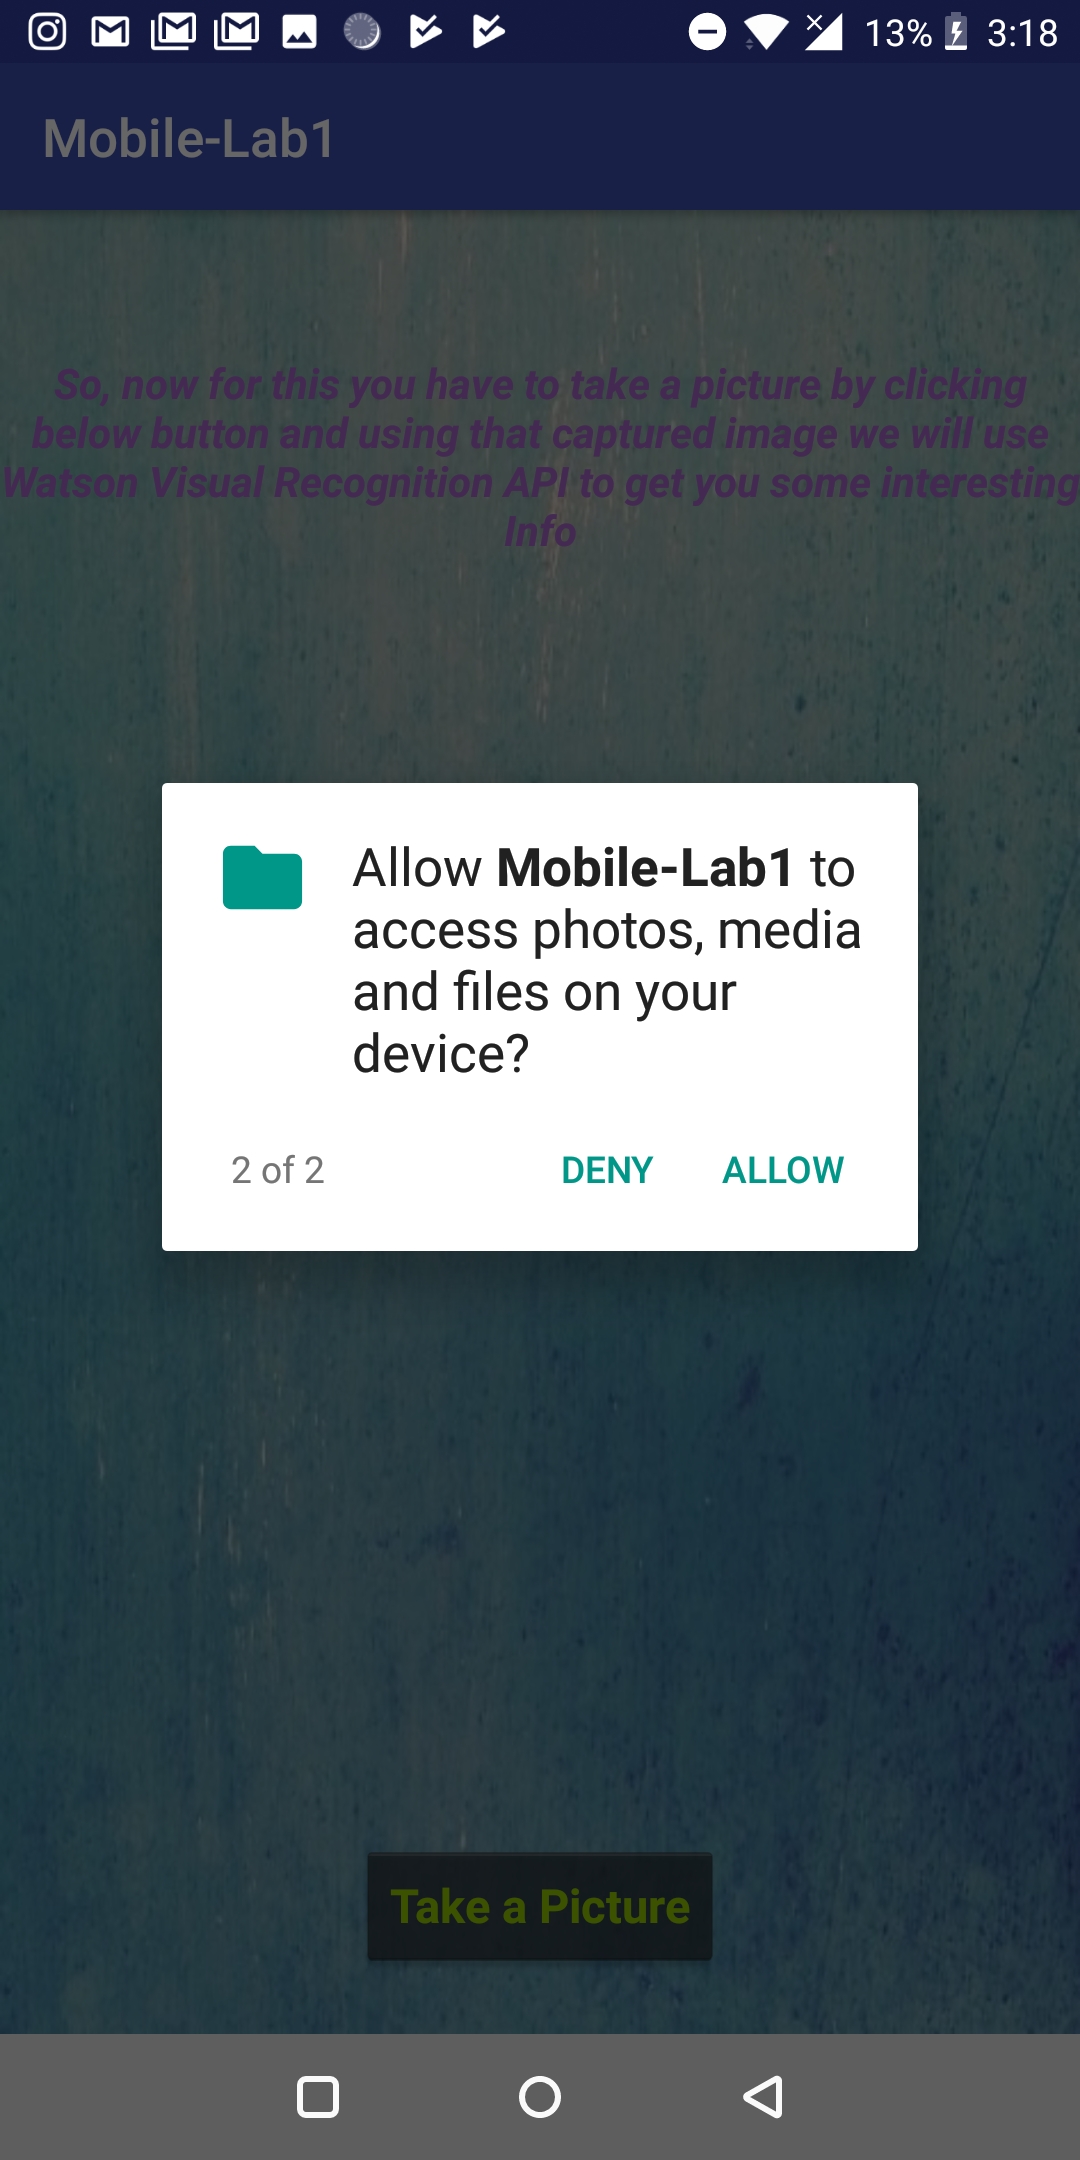 13% 3:18
Mobile-Lab1
So, now for this you have to take a picture by clicking
below button and using that captured image we will use
Watson Visual Recognition API to get you some interesting
Info
Allow Mobile-Lab1 to
access photos, media
and files on your
device?
2 of 2 DENY ALLOW
Take a Picture